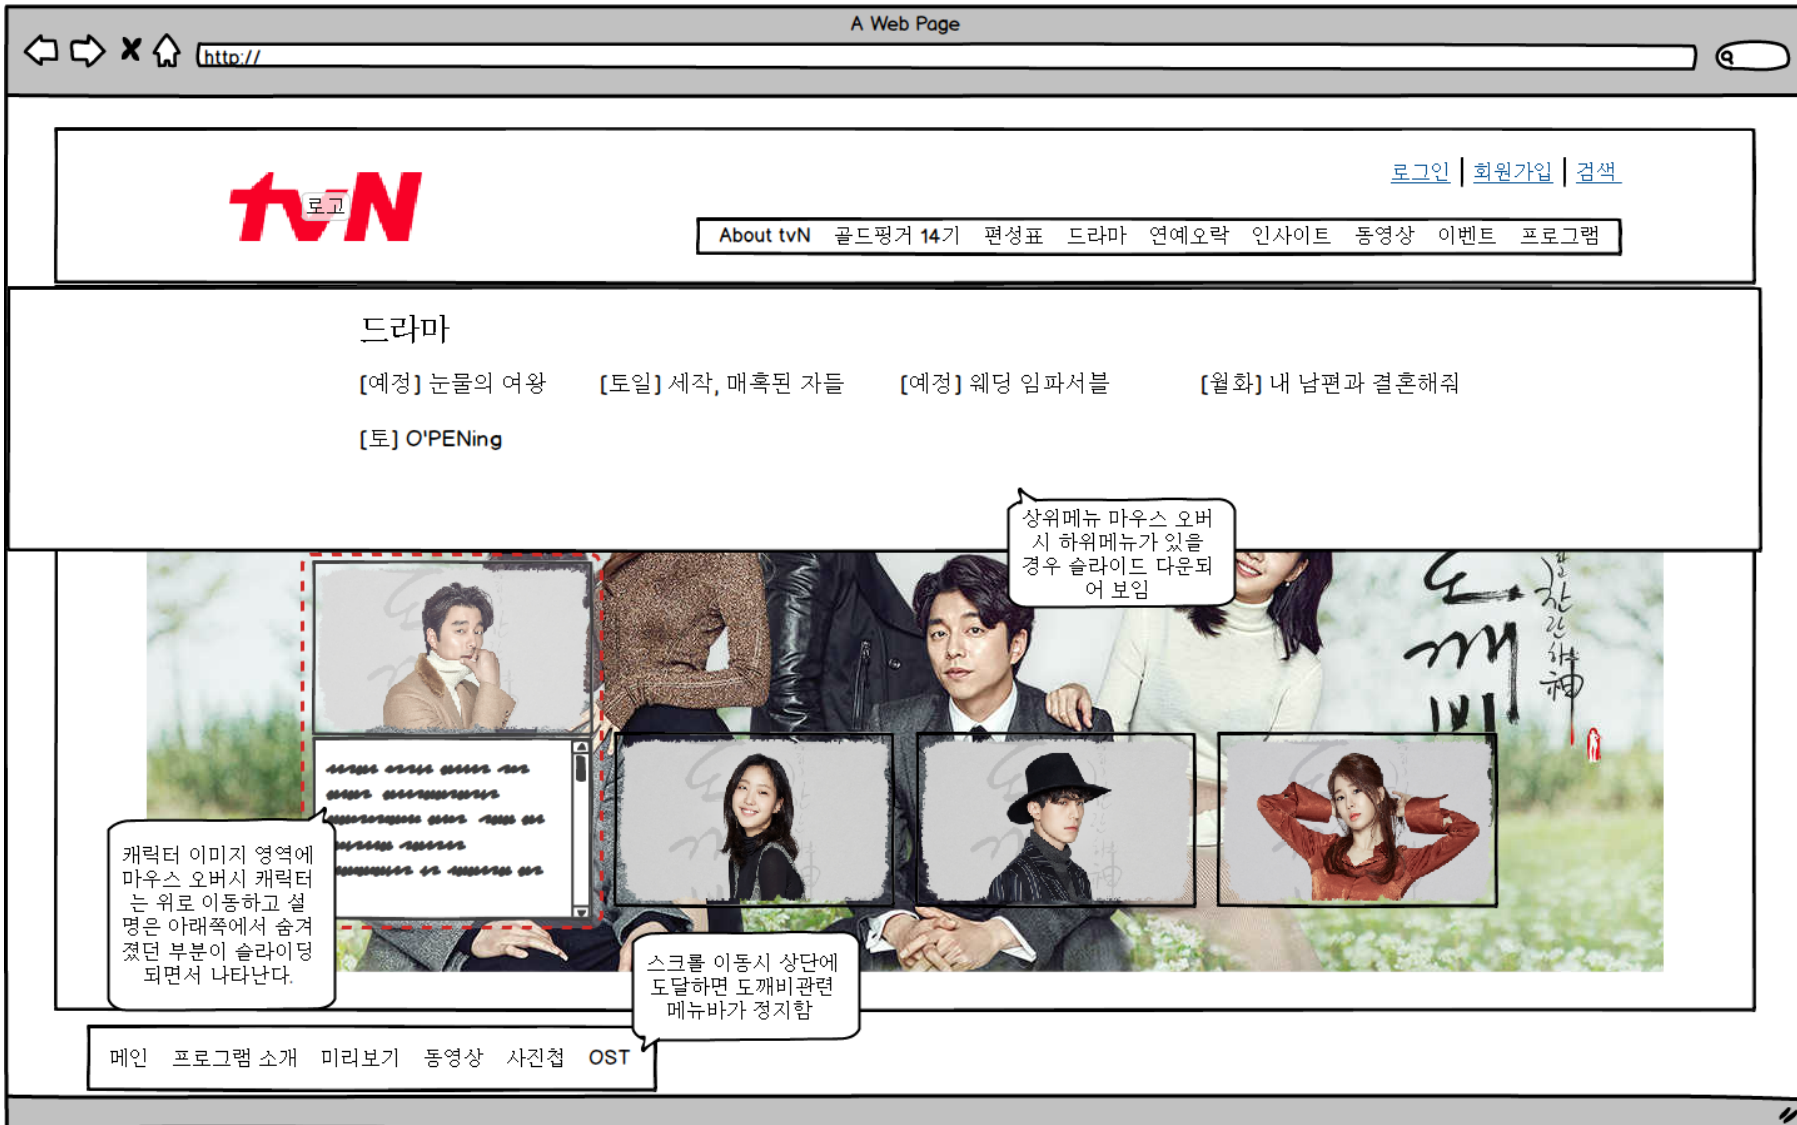 A Web Page
http://
tvN
로고
로그인 | 회원가입 | 검색
About tvN 골드핑거 14기 편성표 드라마 연예오락 인사이트 동영상 이벤트 프로그램
드라마
[예정] 눈물의 여왕 [토일] 세작, 매혹된 자들 [예정] 웨딩 임파서블 [월화] 내 남편과 결혼해줘
[토] O'PENing
상위메뉴 마우스 오버
시 하위메뉴가 있을
경우 슬라이드 다운되
어 보임
도깨비
쓸쓸하고 찬란하神
캐릭터 이미지 영역에
마우스 오버시 캐릭터
는 위로 이동하고 설
명은 아래쪽에서 숨겨
졌던 부분이 슬라이딩
되면서 나타난다.
스크롤 이동시 상단에
도달하면 도깨비관련
메뉴바가 정지함
메인 프로그램 소개 미리보기 동영상 사진첩 OST